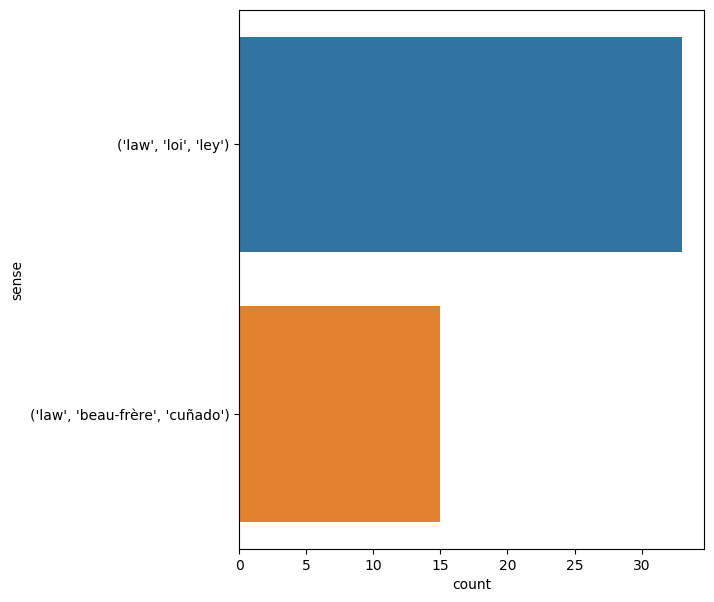 sense
('law', 'loi', 'ley')
('law', 'beau-frère', 'cuñado')
0 5 10 15 20 25 30
count